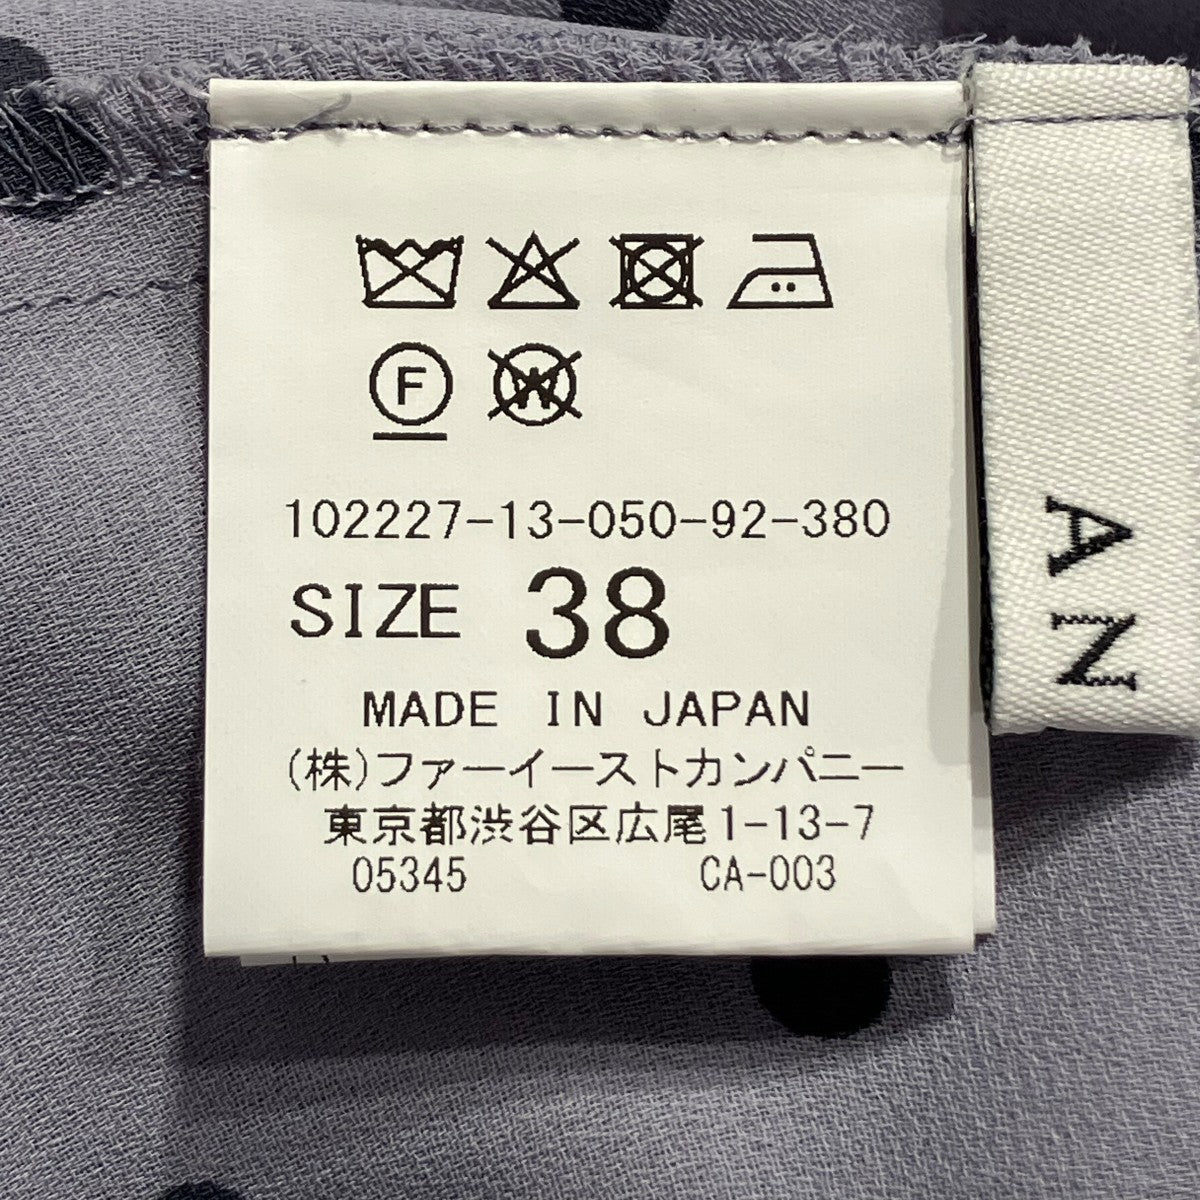 F W
102227-13-050-92-380
SIZE 38
MADE IN JAPAN
(株)ファーイーストカンパニー
東京都渋谷区広尾1-13-7
05345 CA-003
AN